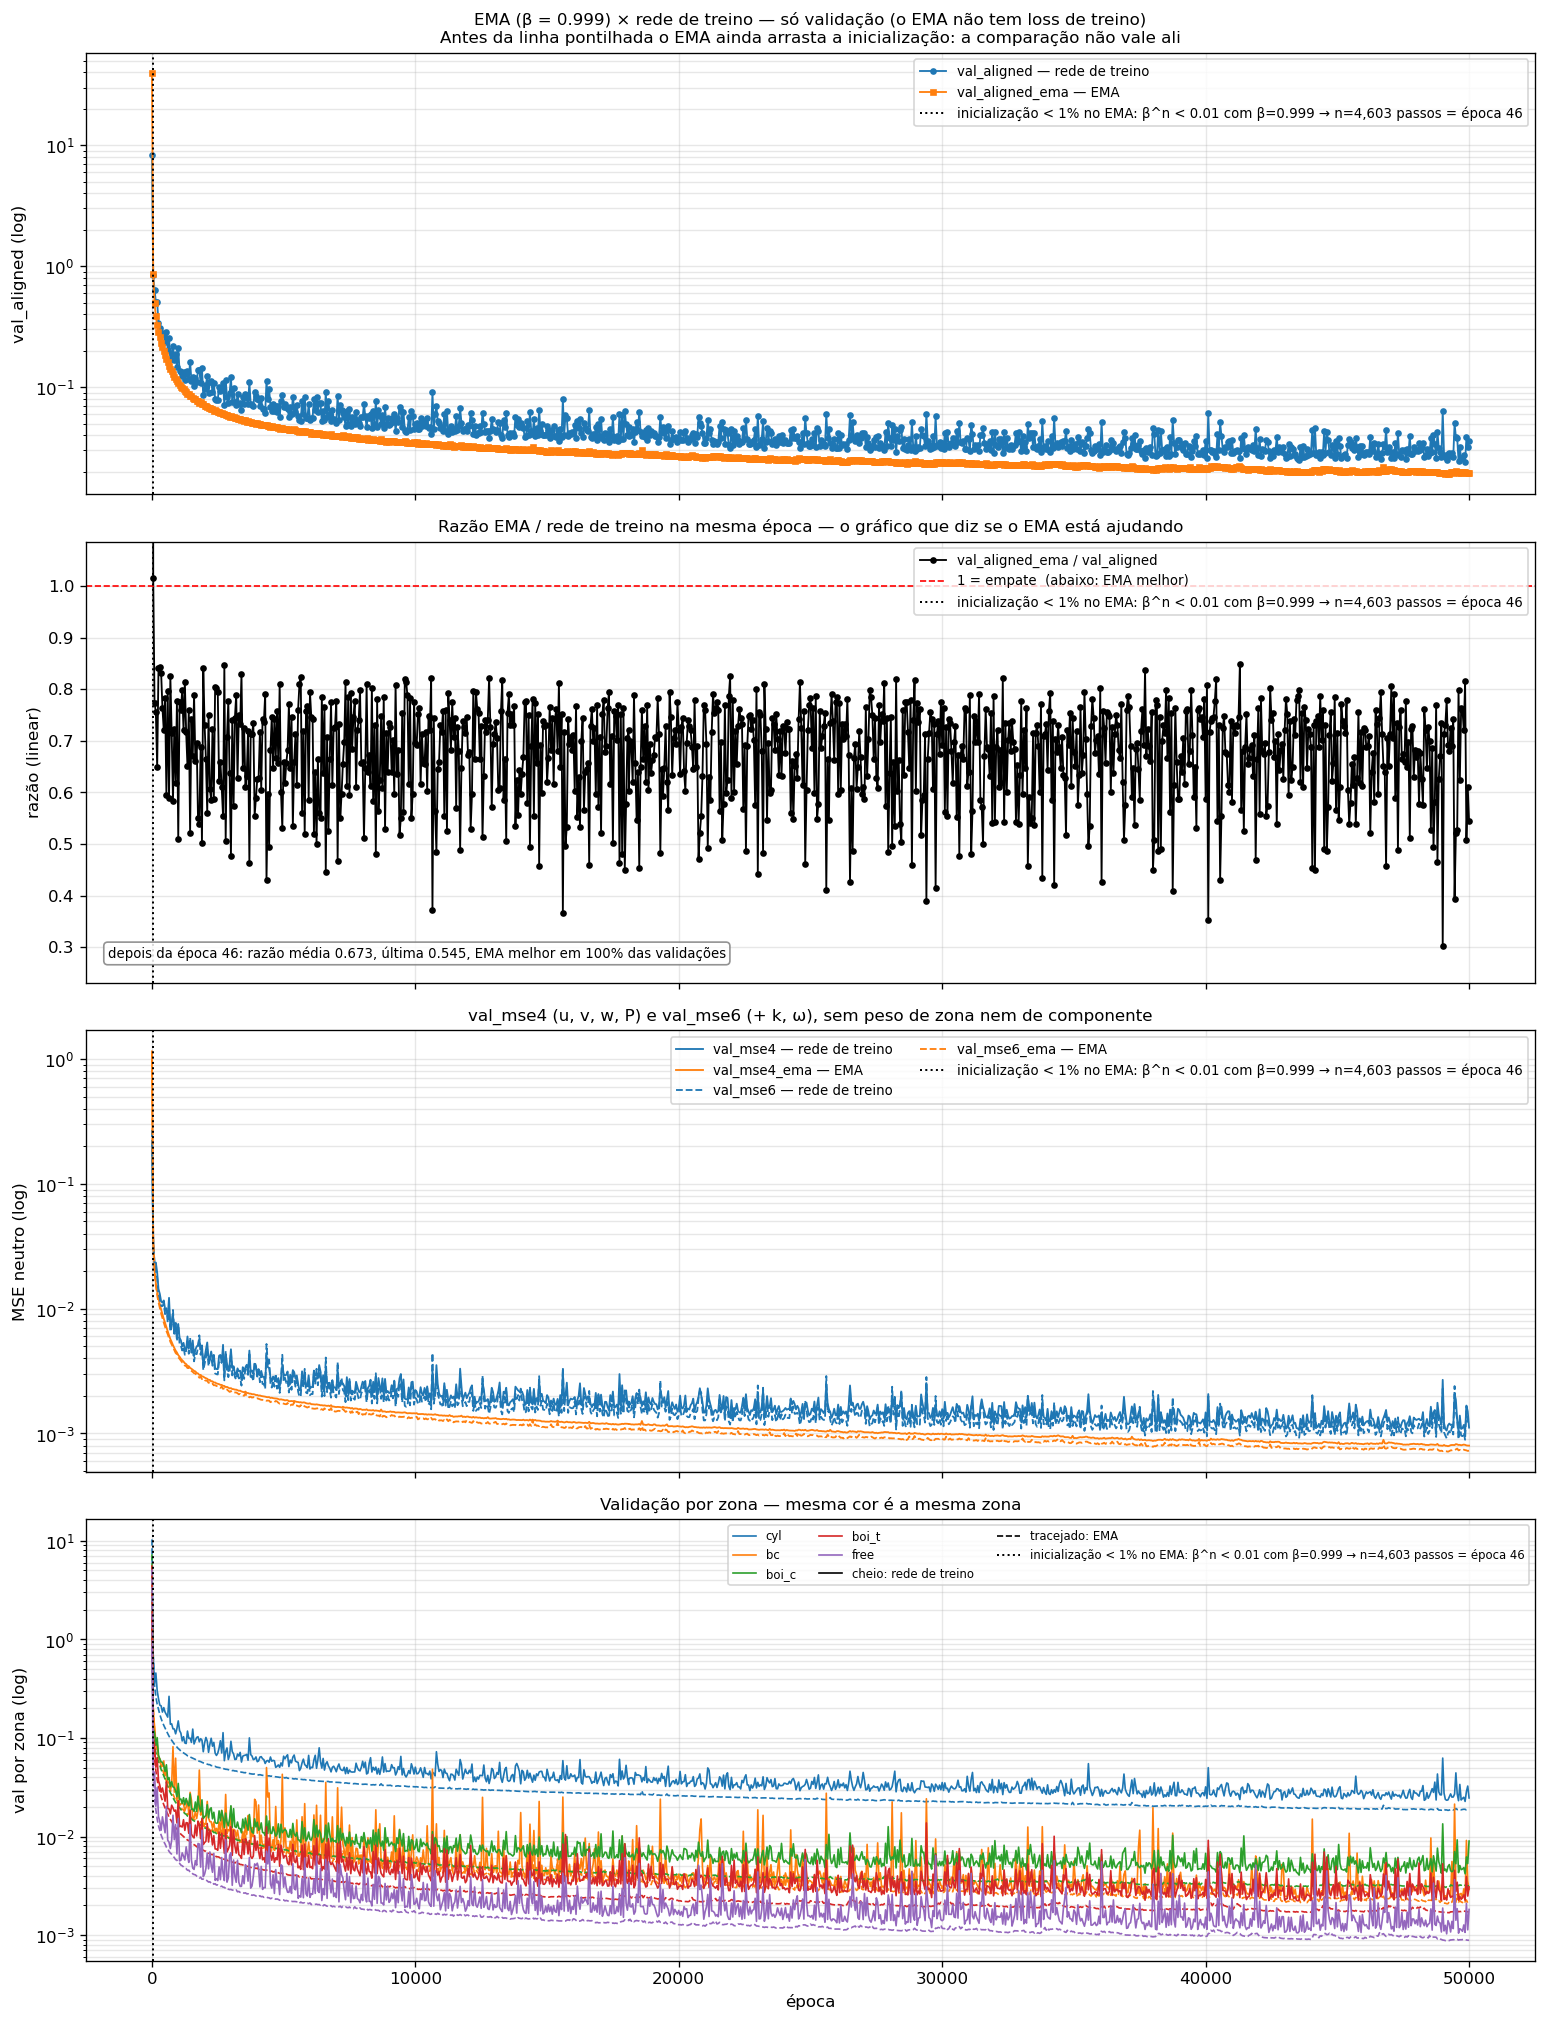 EMA (β = 0.999) × rede de treino — só validação (o EMA não tem loss de treino)
Antes da linha pontilhada o EMA ainda arrasta a inicialização: a comparação não vale ali
val_aligned (log)
10¹
10⁰
10⁻¹
val_aligned — rede de treino
val_aligned_ema — EMA
inicialização < 1% no EMA: β^n < 0.01 com β=0.999 → n=4,603 passos = época 46
Razão EMA / rede de treino na mesma época — o gráfico que diz se o EMA está ajudando
razão (linear)
1.0
0.9
0.8
0.7
0.6
0.5
0.4
0.3
val_aligned_ema / val_aligned
1 = empate  (abaixo: EMA melhor)
inicialização < 1% no EMA: β^n < 0.01 com β=0.999 → n=4,603 passos = época 46
depois da época 46: razão média 0.673, última 0.545, EMA melhor em 100% das validações
val_mse4 (u, v, w, P) e val_mse6 (+ k, ω), sem peso de zona nem de componente
MSE neutro (log)
10⁰
10⁻¹
10⁻²
10⁻³
val_mse4 — rede de treino
val_mse4_ema — EMA
val_mse6 — rede de treino
val_mse6_ema — EMA
inicialização < 1% no EMA: β^n < 0.01 com β=0.999 → n=4,603 passos = época 46
Validação por zona — mesma cor é a mesma zona
val por zona (log)
10¹
10⁰
10⁻¹
10⁻²
10⁻³
cyl
bc
boi_c
boi_t
free
cheio: rede de treino
tracejado: EMA
inicialização < 1% no EMA: β^n < 0.01 com β=0.999 → n=4,603 passos = época 46
0 10000 20000 30000 40000 50000
época